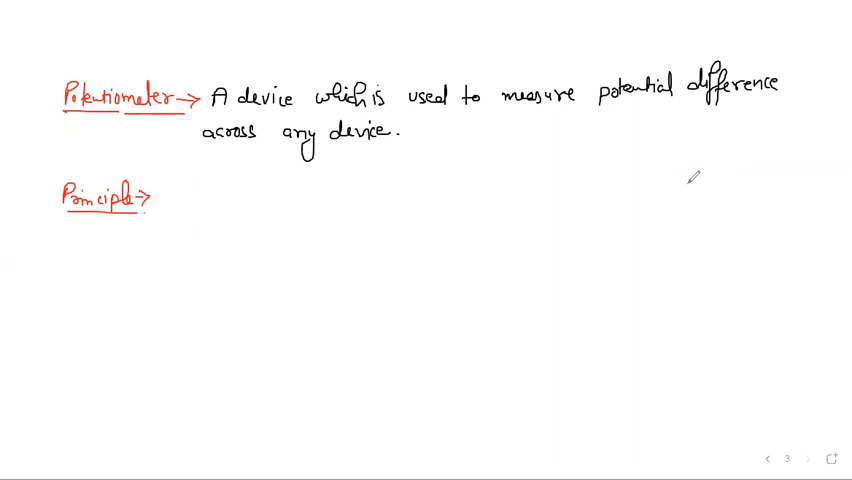 Potentiometer → A device which is used to measure potential difference
across any device.
Principle →
3